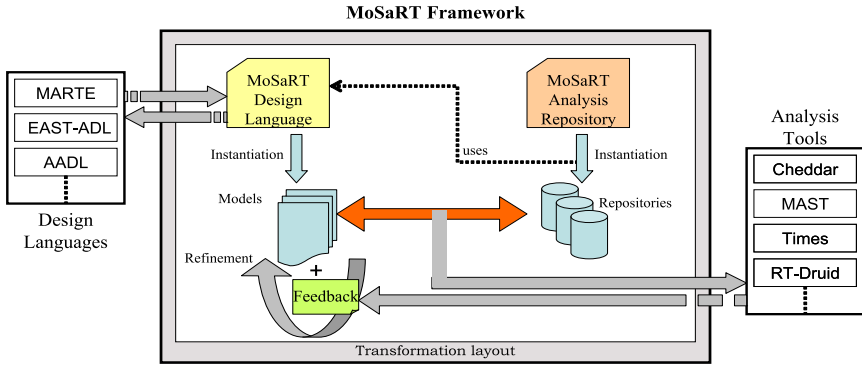 MoSaRT Framework
MARTE
EAST-ADL
AADL
Design
Languages
MoSaRT
Design
Language
MoSaRT
Analysis
Repository
Instantiation
uses
Instantiation
Models
Repositories
Refinement
+
Feedback
Transformation layout
Analysis
Tools
Cheddar
MAST
Times
RT-Druid